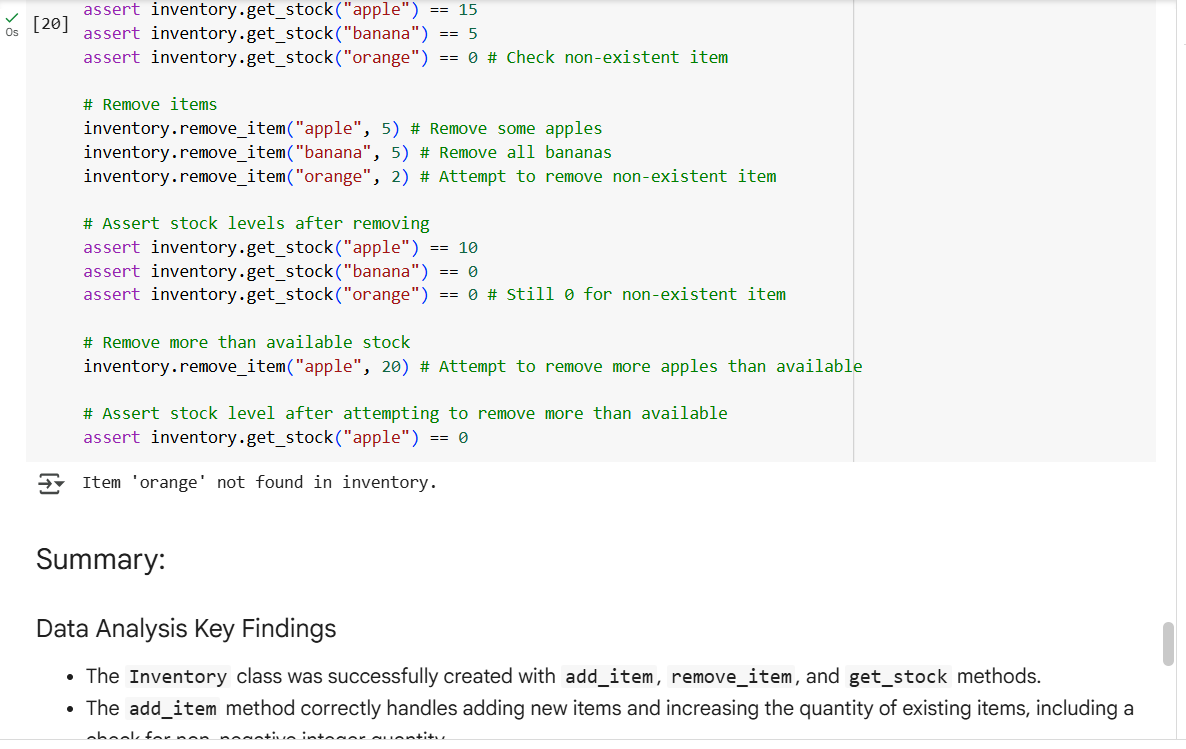 assert inventory.get_stock("apple") == 15
[20]
0s
assert inventory.get_stock("banana") == 5
assert inventory.get_stock("orange") == 0 # Check non-existent item
# Remove items
inventory.remove_item("apple", 5) # Remove some apples
inventory.remove_item("banana", 5) # Remove all bananas
inventory.remove_item("orange", 2) # Attempt to remove non-existent item
# Assert stock levels after removing
assert inventory.get_stock("apple") == 10
assert inventory.get_stock("banana") == 0
assert inventory.get_stock("orange") == 0 # Still 0 for non-existent item
# Remove more than available stock
inventory.remove_item("apple", 20) # Attempt to remove more apples than available
# Assert stock level after attempting to remove more than available
assert inventory.get_stock("apple") == 0
Item 'orange' not found in inventory.
Summary:
Data Analysis Key Findings
• The Inventory class was successfully created with add_item, remove_item, and get_stock methods.
• The add_item method correctly handles adding new items and increasing the quantity of existing items, including a
check for non-negative integer quantity.